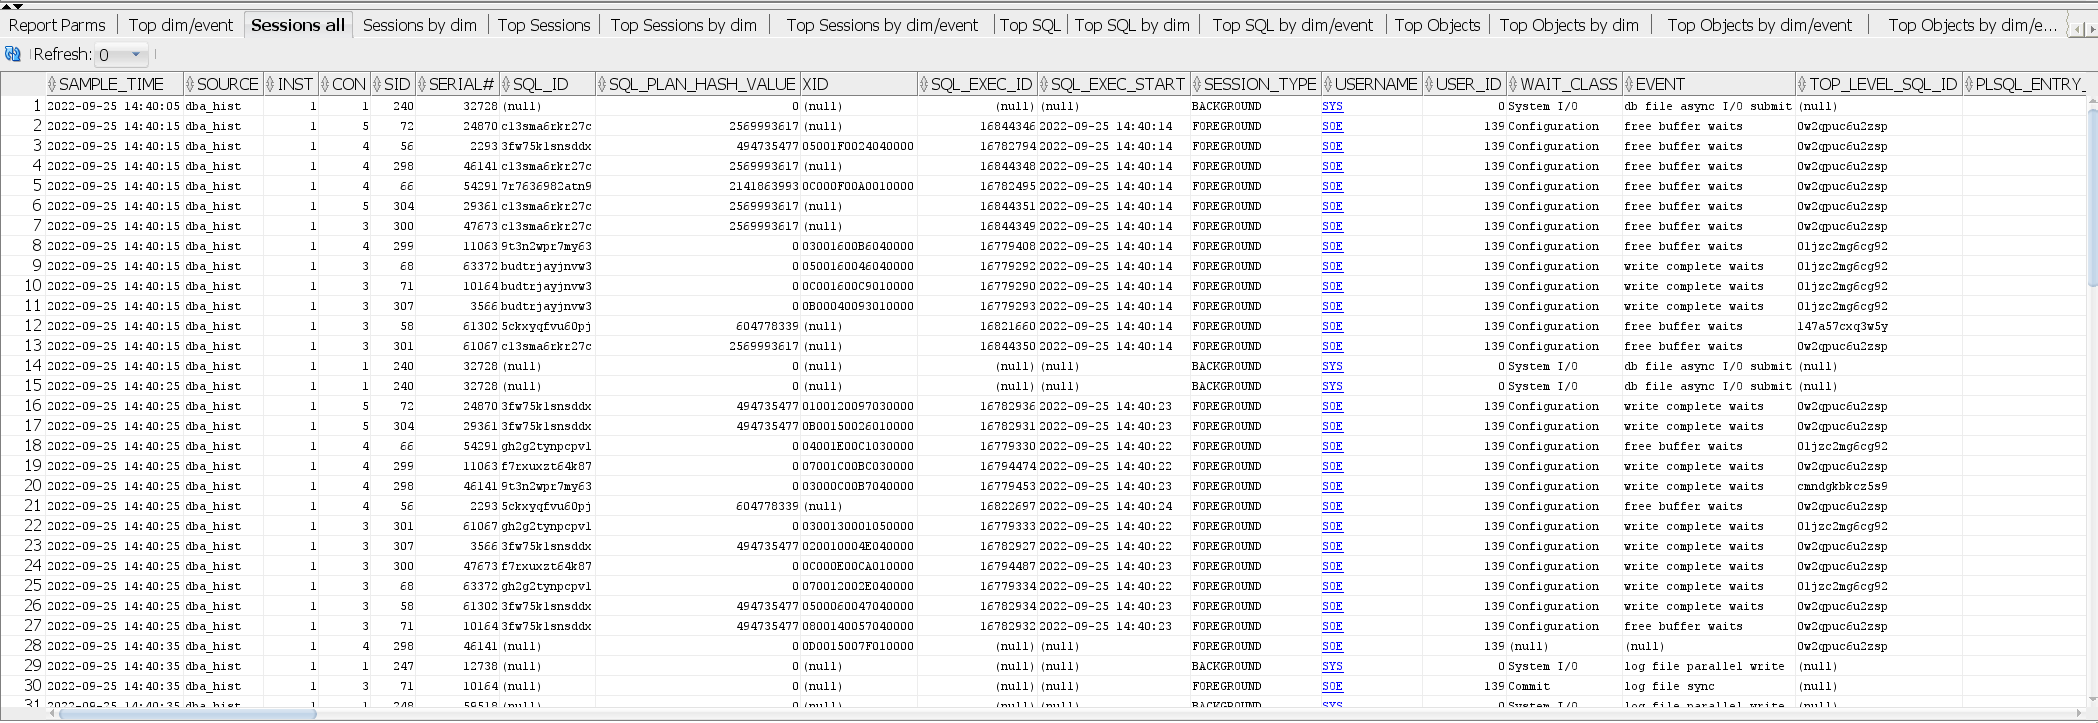 Report Parms Top dim/event Sessions all Sessions by dim Top Sessions Top Sessions by dim Top Sessions by dim/event Top SQL Top SQL by dim Top SQL by dim/event Top Objects Top Objects by dim Top Objects by dim/event Top Objects by dim/e...
Refresh: 0
SAMPLE_TIME SOURCE INST CON SID SERIAL# SQL_ID SQL_PLAN_HASH_VALUE XID SQL_EXEC_ID SQL_EXEC_START SESSION_TYPE USERNAME USER_ID WAIT_CLASS EVENT TOP_LEVEL_SQL_ID PLSQL_ENTRY_
1 2022-09-25 14:40:05 dba_hist 1 1 240 32728 (null) 0 (null) (null) (null) BACKGROUND SYS 0 System I/O db file async I/O submit (null)
2 2022-09-25 14:40:15 dba_hist 1 5 72 24870 c13sma6rkr27c 2569993617 (null) 16844346 2022-09-25 14:40:14 FOREGROUND SOE 139 Configuration free buffer waits 0w2qpuc6u2zsp
3 2022-09-25 14:40:15 dba_hist 1 4 56 2293 3fw75k1snsddx 494735477 05001F0024040000 16782794 2022-09-25 14:40:14 FOREGROUND SOE 139 Configuration free buffer waits 0w2qpuc6u2zsp
4 2022-09-25 14:40:15 dba_hist 1 4 298 46141 c13sma6rkr27c 2569993617 (null) 16844348 2022-09-25 14:40:14 FOREGROUND SOE 139 Configuration free buffer waits 0w2qpuc6u2zsp
5 2022-09-25 14:40:15 dba_hist 1 4 66 54291 7r7636982atn9 2141863993 0C000F00A0010000 16782495 2022-09-25 14:40:14 FOREGROUND SOE 139 Configuration free buffer waits 0w2qpuc6u2zsp
6 2022-09-25 14:40:15 dba_hist 1 5 304 29361 c13sma6rkr27c 2569993617 (null) 16844351 2022-09-25 14:40:14 FOREGROUND SOE 139 Configuration free buffer waits 0w2qpuc6u2zsp
7 2022-09-25 14:40:15 dba_hist 1 3 300 47673 c13sma6rkr27c 2569993617 (null) 16844349 2022-09-25 14:40:14 FOREGROUND SOE 139 Configuration free buffer waits 0w2qpuc6u2zsp
8 2022-09-25 14:40:15 dba_hist 1 4 299 11063 9t3n2wpr7my63 0 03001600B6040000 16779408 2022-09-25 14:40:14 FOREGROUND SOE 139 Configuration free buffer waits 01jzc2mg6cg92
9 2022-09-25 14:40:15 dba_hist 1 3 68 63372 budtrjayjnvw3 0 0500160046040000 16779292 2022-09-25 14:40:14 FOREGROUND SOE 139 Configuration write complete waits 01jzc2mg6cg92
10 2022-09-25 14:40:15 dba_hist 1 3 71 10164 budtrjayjnvw3 0 0C001600C9010000 16779290 2022-09-25 14:40:14 FOREGROUND SOE 139 Configuration write complete waits 01jzc2mg6cg92
11 2022-09-25 14:40:15 dba_hist 1 3 307 3566 budtrjayjnvw3 0 0B00040093010000 16779293 2022-09-25 14:40:14 FOREGROUND SOE 139 Configuration write complete waits 01jzc2mg6cg92
12 2022-09-25 14:40:15 dba_hist 1 3 58 61302 5ckxyqfvu60pj 604778339 (null) 16821660 2022-09-25 14:40:14 FOREGROUND SOE 139 Configuration free buffer waits 147a57cxq3w5y
13 2022-09-25 14:40:15 dba_hist 1 3 301 61067 c13sma6rkr27c 2569993617 (null) 16844350 2022-09-25 14:40:14 FOREGROUND SOE 139 Configuration free buffer waits 0w2qpuc6u2zsp
14 2022-09-25 14:40:15 dba_hist 1 1 240 32728 (null) 0 (null) (null) (null) BACKGROUND SYS 0 System I/O db file async I/O submit (null)
15 2022-09-25 14:40:25 dba_hist 1 1 240 32728 (null) 0 (null) (null) (null) BACKGROUND SYS 0 System I/O db file async I/O submit (null)
16 2022-09-25 14:40:25 dba_hist 1 5 72 24870 3fw75k1snsddx 494735477 0100120097030000 16782936 2022-09-25 14:40:23 FOREGROUND SOE 139 Configuration write complete waits 0w2qpuc6u2zsp
17 2022-09-25 14:40:25 dba_hist 1 5 304 29361 3fw75k1snsddx 494735477 0B00150026010000 16782931 2022-09-25 14:40:23 FOREGROUND SOE 139 Configuration write complete waits 0w2qpuc6u2zsp
18 2022-09-25 14:40:25 dba_hist 1 4 66 54291 gh2g2tynpcpv1 0 04001E00C1030000 16779330 2022-09-25 14:40:22 FOREGROUND SOE 139 Configuration free buffer waits 01jzc2mg6cg92
19 2022-09-25 14:40:25 dba_hist 1 4 299 11063 f7rxuxzt64k87 0 07001C00BC030000 16794474 2022-09-25 14:40:22 FOREGROUND SOE 139 Configuration write complete waits 0w2qpuc6u2zsp
20 2022-09-25 14:40:25 dba_hist 1 4 298 46141 9t3n2wpr7my63 0 03000C00B7040000 16779453 2022-09-25 14:40:22 FOREGROUND SOE 139 Configuration write complete waits cmndgkbkcz5s9
21 2022-09-25 14:40:25 dba_hist 1 4 56 2293 5ckxyqfvu60pj 604778339 (null) 16822697 2022-09-25 14:40:24 FOREGROUND SOE 139 Configuration free buffer waits 0w2qpuc6u2zsp
22 2022-09-25 14:40:25 dba_hist 1 3 301 61067 gh2g2tynpcpv1 0 0300130001050000 16779333 2022-09-25 14:40:22 FOREGROUND SOE 139 Configuration write complete waits 01jzc2mg6cg92
23 2022-09-25 14:40:25 dba_hist 1 3 307 3566 3fw75k1snsddx 494735477 020010004E040000 16782927 2022-09-25 14:40:22 FOREGROUND SOE 139 Configuration write complete waits 0w2qpuc6u2zsp
24 2022-09-25 14:40:25 dba_hist 1 3 300 47673 f7rxuxzt64k87 0 0C000E00CA010000 16794487 2022-09-25 14:40:23 FOREGROUND SOE 139 Configuration write complete waits 0w2qpuc6u2zsp
25 2022-09-25 14:40:25 dba_hist 1 3 68 63372 gh2g2tynpcpv1 0 070012002E040000 16779334 2022-09-25 14:40:22 FOREGROUND SOE 139 Configuration write complete waits 01jzc2mg6cg92
26 2022-09-25 14:40:25 dba_hist 1 3 58 61302 3fw75k1snsddx 494735477 0500060047040000 16782934 2022-09-25 14:40:23 FOREGROUND SOE 139 Configuration write complete waits 0w2qpuc6u2zsp
27 2022-09-25 14:40:25 dba_hist 1 3 71 10164 3fw75k1snsddx 494735477 0800140057040000 16782932 2022-09-25 14:40:23 FOREGROUND SOE 139 Configuration free buffer waits 0w2qpuc6u2zsp
28 2022-09-25 14:40:35 dba_hist 1 4 298 46141 (null) 0 0D0015007F010000 (null) (null) FOREGROUND SOE 139 (null) (null) 0w2qpuc6u2zsp
29 2022-09-25 14:40:35 dba_hist 1 1 247 12738 (null) 0 (null) (null) (null) BACKGROUND SYS 0 System I/O log file parallel write (null)
30 2022-09-25 14:40:35 dba_hist 1 3 71 10164 (null) 0 (null) (null) (null) FOREGROUND SOE 139 Commit log file sync (null)
31 2022-09-25 14:40:35 dba_hist 1 1 248 59518 (null) 0 (null) (null) (null) BACKGROUND SYS 0 System I/O log file parallel write (null)